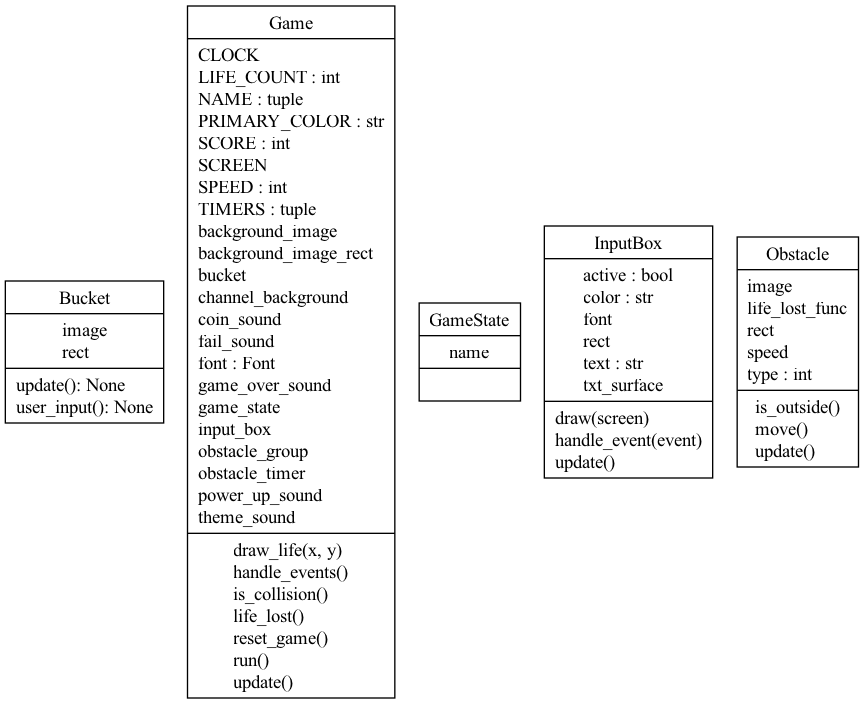 Bucket
image
rect
update(): None
user_input(): None
Game
CLOCK
LIFE_COUNT : int
NAME : tuple
PRIMARY_COLOR : str
SCORE : int
SCREEN
SPEED : int
TIMERS : tuple
background_image
background_image_rect
bucket
channel_background
coin_sound
fail_sound
font : Font
game_over_sound
game_state
input_box
obstacle_group
obstacle_timer
power_up_sound
theme_sound
draw_life(x, y)
handle_events()
is_collision()
life_lost()
reset_game()
run()
update()
GameState
name
InputBox
active : bool
color : str
font
rect
text : str
txt_surface
draw(screen)
handle_event(event)
update()
Obstacle
image
life_lost_func
rect
speed
type : int
is_outside()
move()
update()